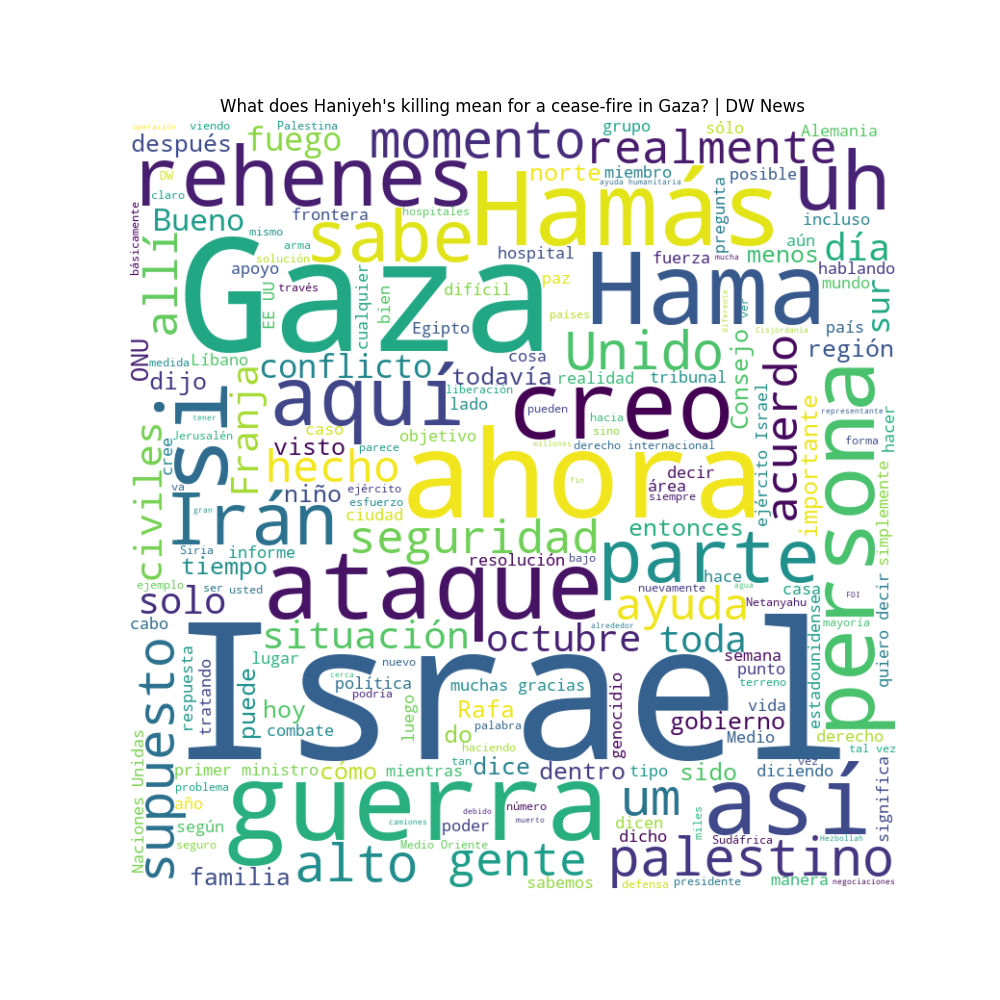 What does Haniyeh's killing mean for a cease-fire in Gaza? | DW News
operación
viendo
Palestina
grupo
sólo
Alemania
después
fuego
momento
realmente
rehenes
DW
claro
norte
miembro
ayuda humanitaria
posible
uh
Hamás
pregunta
básicamente
Bueno
frontera
hospitales
incluso
allí
mismo
sabe
arma
solución
hospital
fuerza
mucha
menos
aún
día
Gaza
apoyo
través
EE UU
cualquier
bien
difícil
paz
países
Hama
diferente
ver
Cisjordania
hablando
mundo
sur
país
región
Egipto
ONU
medida
Líbano
dijo
conflicto
cosa
todavía
Unido
realidad
tribunal
Consejo
acuerdo
si
Franja
aquí
liberación
lado
creo
pueden
hacia
sino
derecho internacional
millones
ejército Israel
importante
persona
representante
forma
hacer
civiles
cree
tener
Jerusalén
va
gran
caso
visto
parece
objetivo
hecho
niño
ejército
esfuerzo
ciudad
ahora
fin
decir
área
siempre
Irán
Siria
informe
seguridad
entonces
simplemente
tiempo
resolución
bajo
parte
hace
casa
ejemplo
ser
usted
ataque
nuevamente
agua
Netanyahu
FDI
mayoría
solo
ayuda
cabo
situación
octubre
alrededor
toda
estadounidense
quiero decir
supuesto
respuesta
tratando
lugar
puede
Israel
nuevo
cerca
política
podría
muchas gracias
semana
punto
terreno
hoy
combate
luego
Rafa
palabra
do
haciendo
genocidio
gobierno
vida
Medio
derecho
tal vez
Naciones Unidas
primer ministro
cómo
mientras
tan
dice
dentro
tipo
sido
vez
diciendo
significa
problema
año
según
seguro
guerra
camiones
debido
número
muerto
poder
um
dicen
dicho
miles
así
Sudáfrica
Hezbollah
Medio Oriente
familia
alto
gente
sabemos
palestino
defensa
presidente
manera
negociaciones